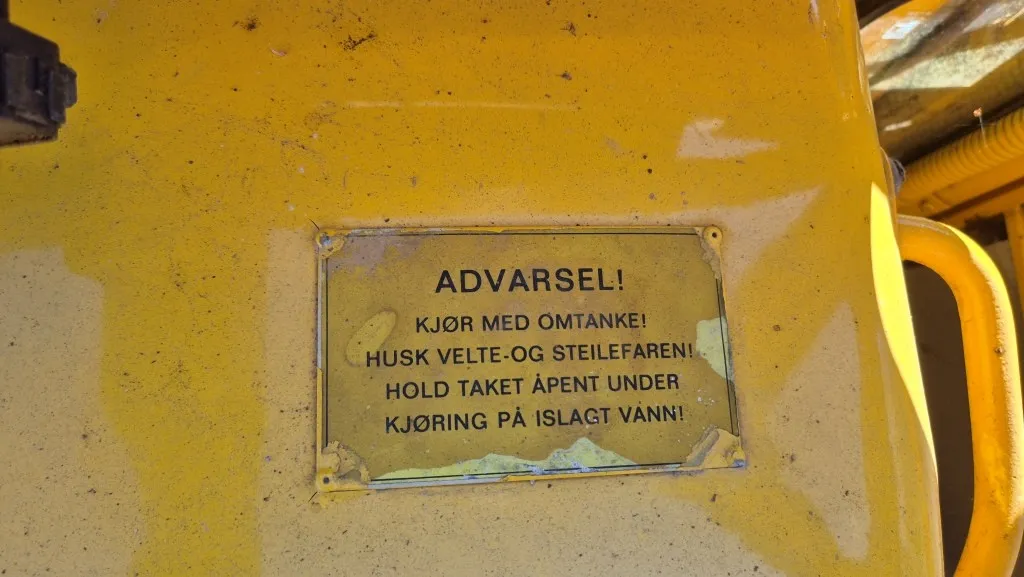 ADVARSEL!
KJØR MED OMTANKE!
HUSK VELTE-OG STEILEFAREN!
HOLD TAKET ÅPENT UNDER
KJØRING PÅ ISLAGT VANN!